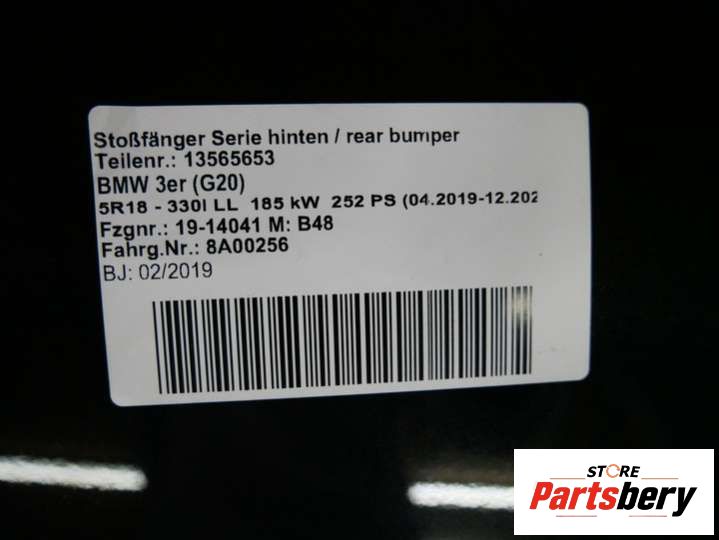 Stoßfänger Serie hinten / rear bumper
Teilenr.: 13565653
BMW 3er (G20)
5R18 - 330I LL 185 kW 252 PS (04.2019-12.202
Fzgnr.: 19-14041 M: B48
Fahrg.Nr.: 8A00256
BJ: 02/2019
STORE
Partsbery